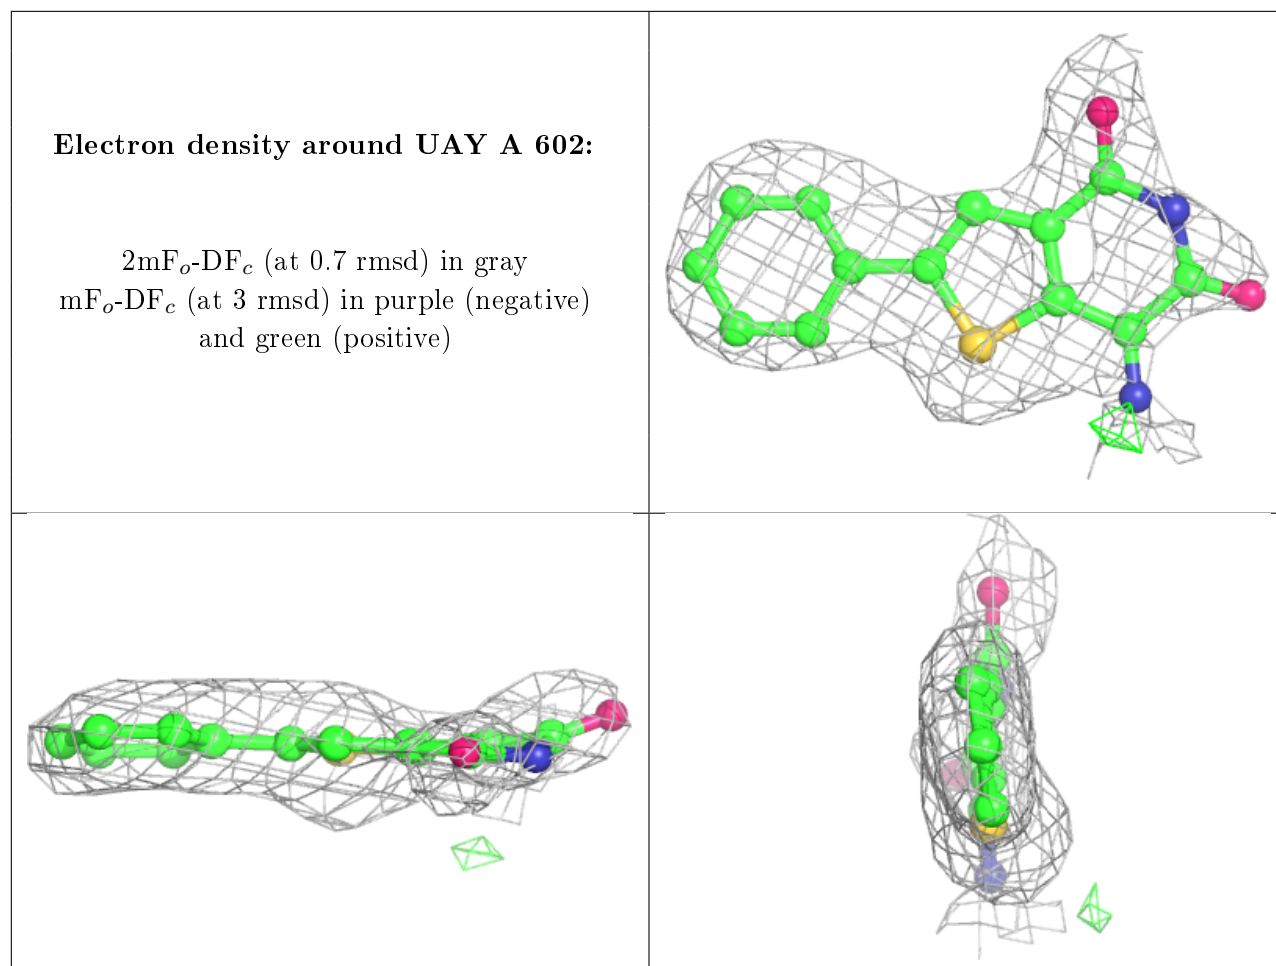 Electron density around UAY A 602:
2mFo-DFc (at 0.7 rmsd) in gray
mFo-DFc (at 3 rmsd) in purple (negative)
and green (positive)